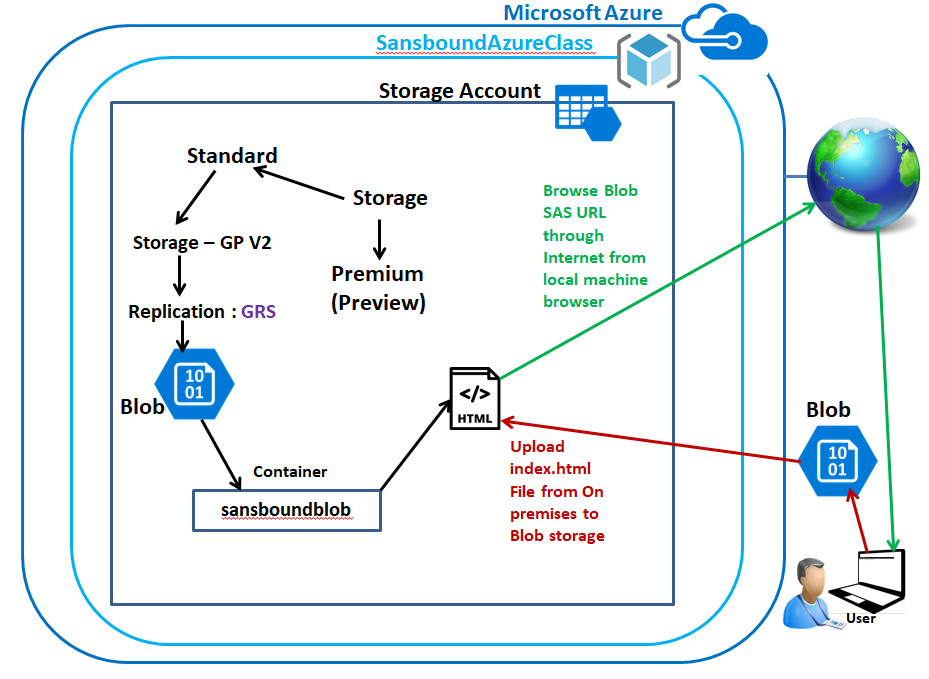 Microsoft Azure
SansboundAzureClass
Storage Account
Standard
Storage
Storage – GP V2
Premium
(Preview)
Replication : GRS
10
01
Blob
Container
sansboundblob
</>
HTML
Browse Blob
SAS URL
through
Internet from
local machine
browser
Upload
index.html
File from On
premises to
Blob storage
Blob
10
01
User